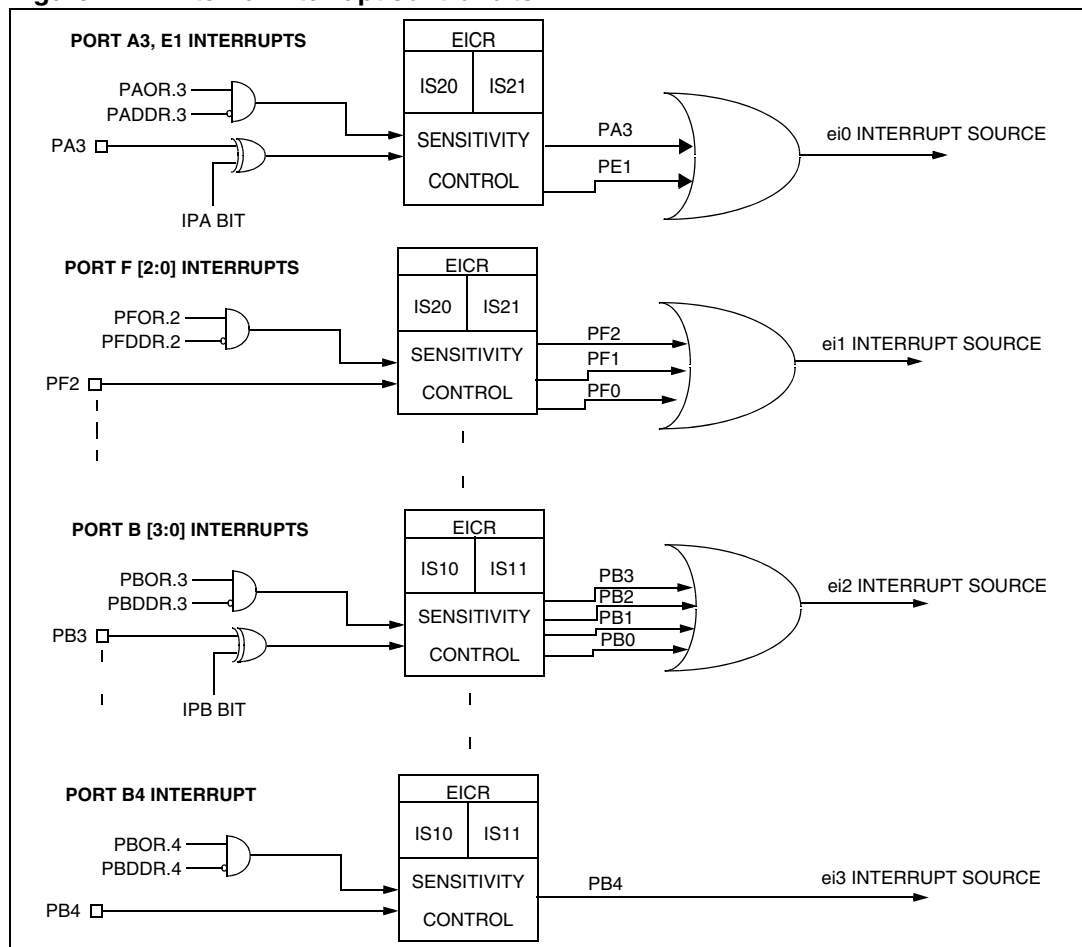 PORT A3, E1 INTERRUPTS
EICR
IS20 IS21
PAOR.3
PADDR.3
PA3
IPA BIT
SENSITIVITY
CONTROL
PA3
PE1
ei0 INTERRUPT SOURCE
PORT F [2:0] INTERRUPTS
EICR
IS20 IS21
PFOR.2
PFDDR.2
PF2
SENSITIVITY
CONTROL
PF2
PF1
PF0
ei1 INTERRUPT SOURCE
PORT B [3:0] INTERRUPTS
EICR
IS10 IS11
PBOR.3
PBDDR.3
PB3
IPB BIT
SENSITIVITY
CONTROL
PB3
PB2
PB1
PB0
ei2 INTERRUPT SOURCE
PORT B4 INTERRUPT
EICR
IS10 IS11
PBOR.4
PBDDR.4
PB4
SENSITIVITY
CONTROL
PB4
ei3 INTERRUPT SOURCE